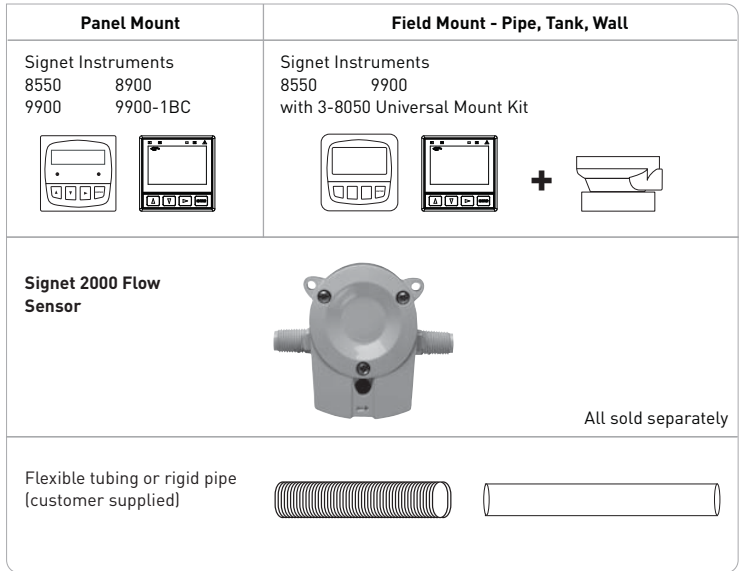 Panel Mount
Field Mount - Pipe, Tank, Wall
Signet Instruments
8550 8900
9900 9900-1BC
Signet Instruments
8550 9900
with 3-8050 Universal Mount Kit
+
Signet 2000 Flow
Sensor
All sold separately
Flexible tubing or rigid pipe
(customer supplied)